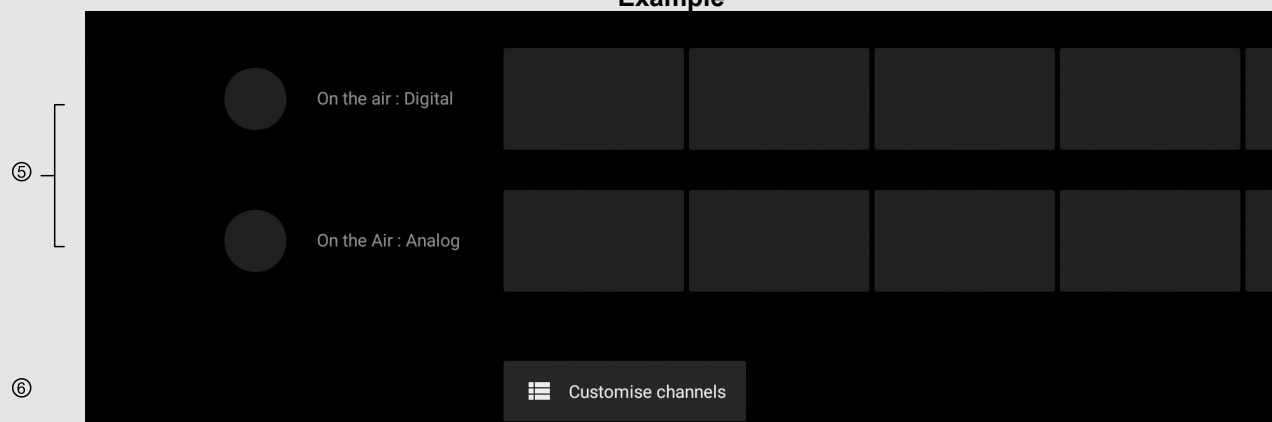 Example
On the air : Digital
⑤
On the Air : Analog
⑥
Customise channels